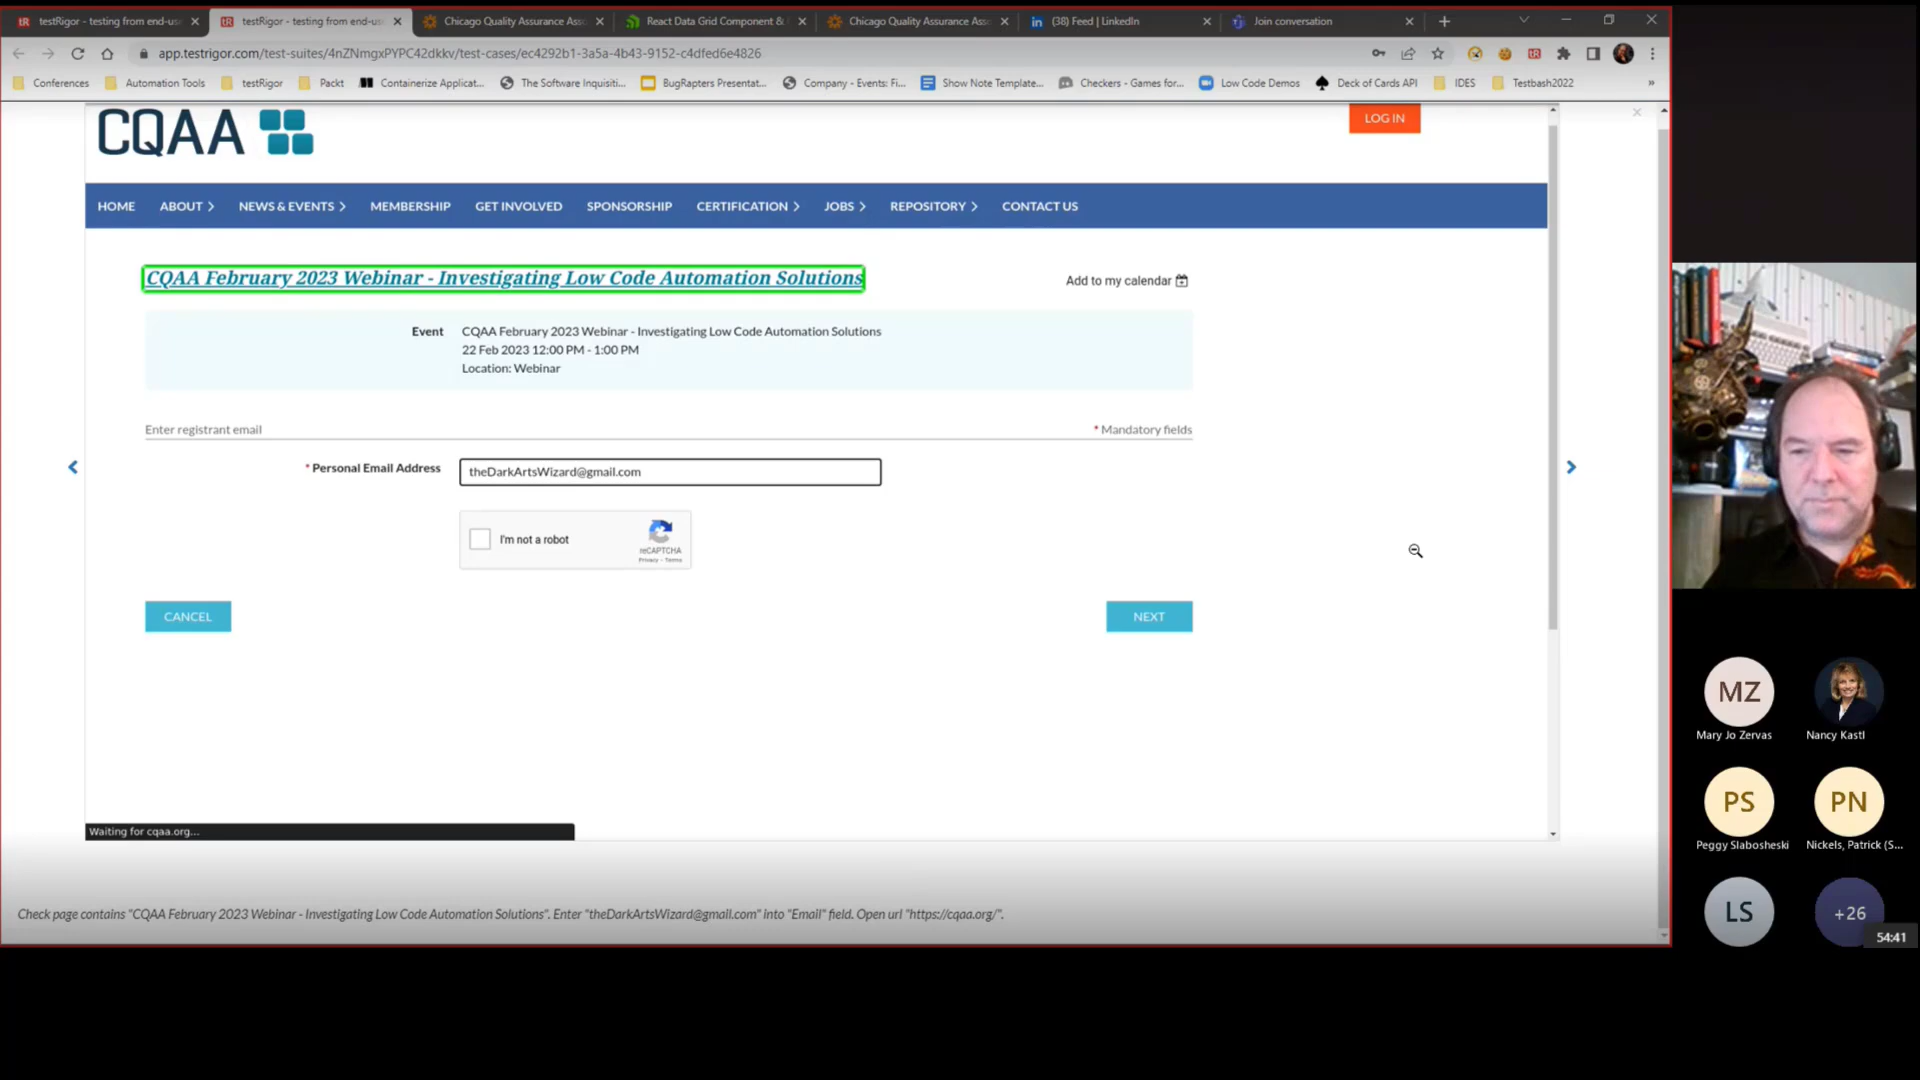 testRigor - testing from end-use
testRigor - testing from end-use
Chicago Quality Assurance Asso
React Data Grid Component &
Chicago Quality Assurance Asso
(38) Feed | LinkedIn
Join conversation
app.testrigor.com/test-suites/4nZNmgxPYPC42dkkv/test-cases/ec4292b1-3a5a-4b43-9152-c4dfed6e4826
Conferences
Automation Tools
testRigor
Packt
Containerize Applicat...
The Software Inquisiti...
BugRapters Presentat...
Company - Events: Fi...
Show Note Template...
Checkers - Games for...
Low Code Demos
Deck of Cards API
IDES
Testbash2022
CQAA
LOG IN
HOME
ABOUT
NEWS & EVENTS
MEMBERSHIP
GET INVOLVED
SPONSORSHIP
CERTIFICATION
JOBS
REPOSITORY
CONTACT US
CQAA February 2023 Webinar - Investigating Low Code Automation Solutions
Add to my calendar
Event
CQAA February 2023 Webinar - Investigating Low Code Automation Solutions
22 Feb 2023 12:00 PM - 1:00 PM
Location: Webinar
Enter registrant email
* Mandatory fields
* Personal Email Address
theDarkArtsWizard@gmail.com
I'm not a robot
reCAPTCHA
Privacy - Terms
CANCEL
NEXT
Waiting for cqaa.org...
Check page contains "CQAA February 2023 Webinar - Investigating Low Code Automation Solutions". Enter "theDarkArtsWizard@gmail.com" into "Email" field. Open url "https://cqaa.org/".
MZ
Mary Jo Zervas
Nancy Kastl
PS
Peggy Slabosheski
PN
Nickels, Patrick (S...
LS
+26
54:41